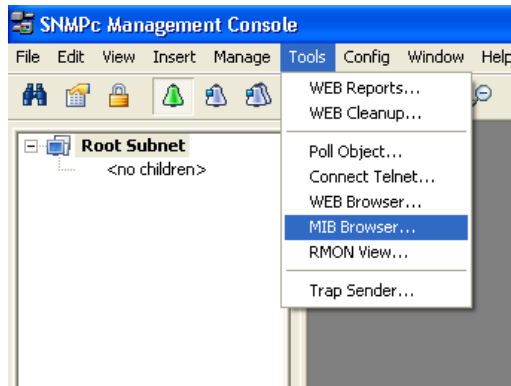 SNMPc Management Console
File Edit View Insert Manage Tools Config Window Help
WEB Reports...
WEB Cleanup...
Root Subnet
<no children>
Poll Object...
Connect Telnet...
WEB Browser...
MIB Browser...
RMON View...
Trap Sender...